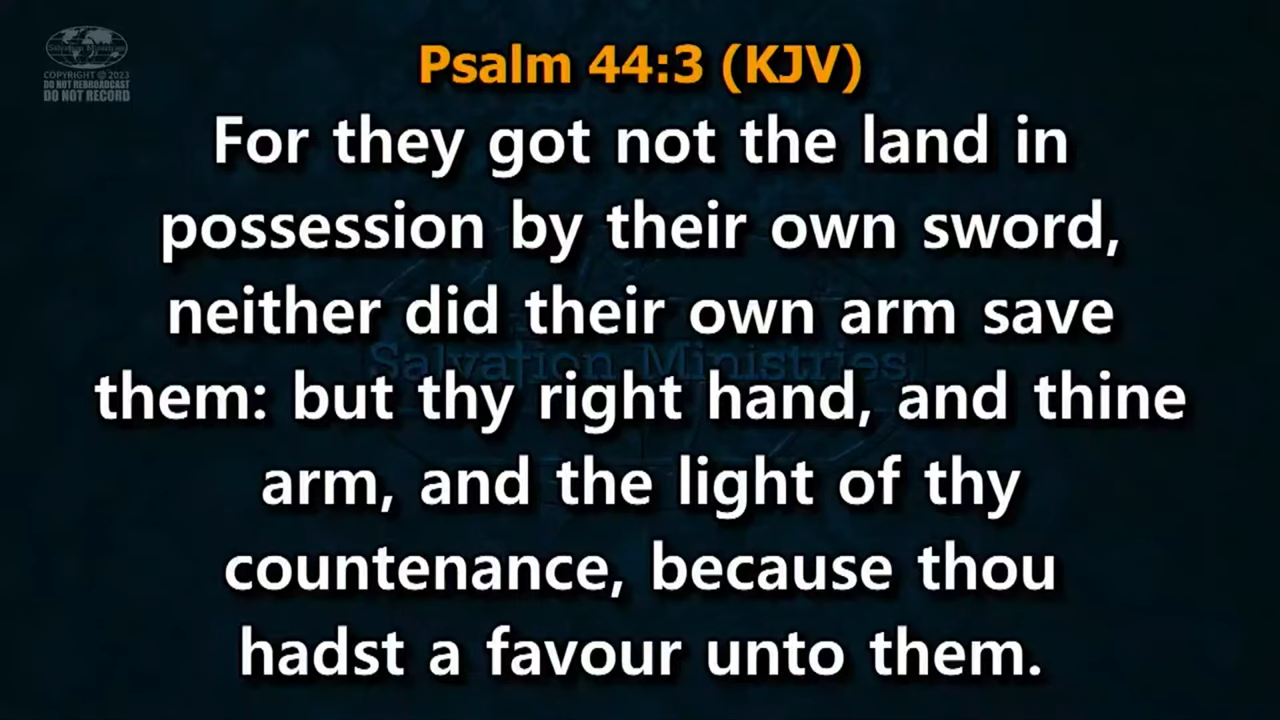 Salvation Ministries
COPYRIGHT @ 2023
DO NOT REBROADCAST
DO NOT RECORD
Psalm 44:3 (KJV)
For they got not the land in
possession by their own sword,
neither did their own arm save
Salvation Ministries
them: but thy right hand, and thine
arm, and the light of thy
countenance, because thou
hadst a favour unto them.